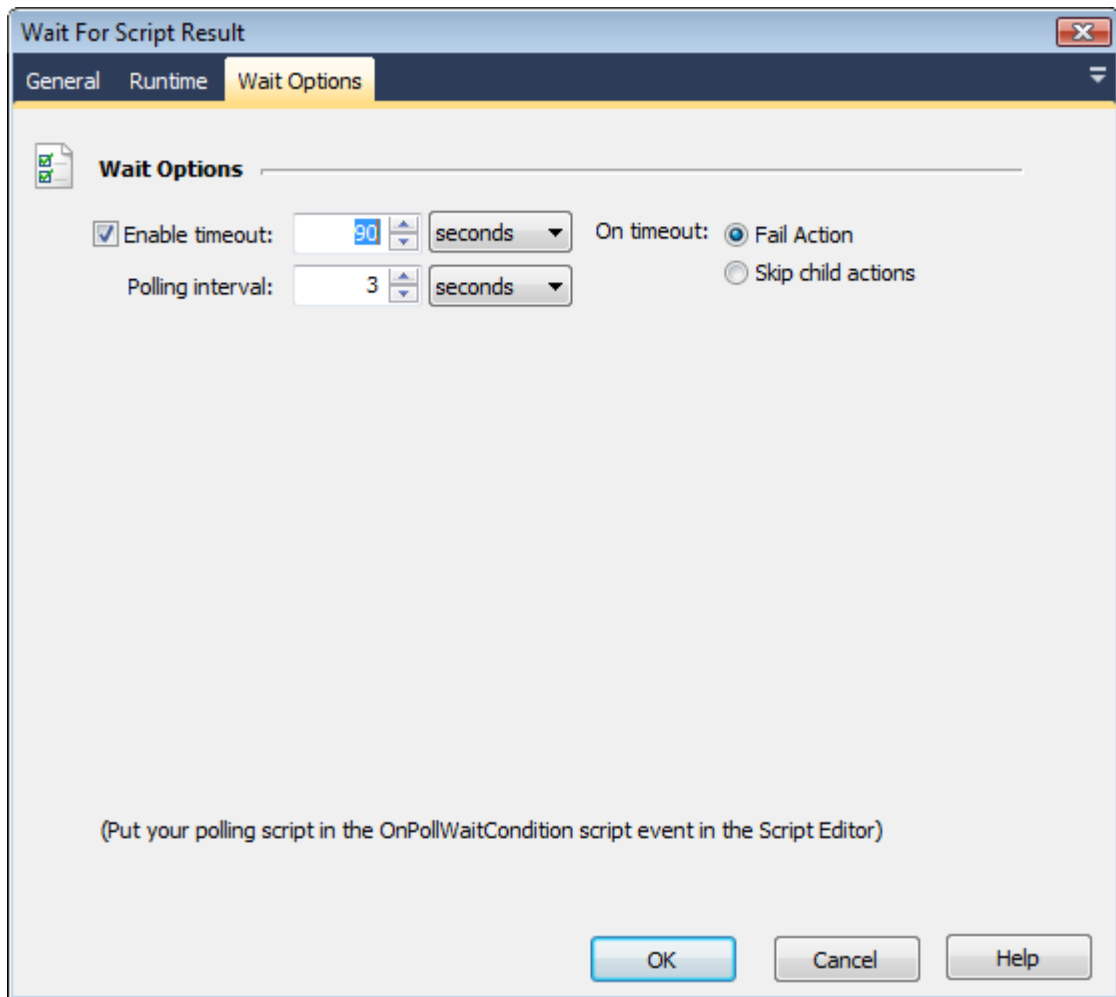 Wait For Script Result
General Runtime Wait Options
Wait Options
Enable timeout: 90 seconds On timeout: Fail Action
Polling interval: 3 seconds Skip child actions
(Put your polling script in the OnPollWaitCondition script event in the Script Editor)
OK Cancel Help